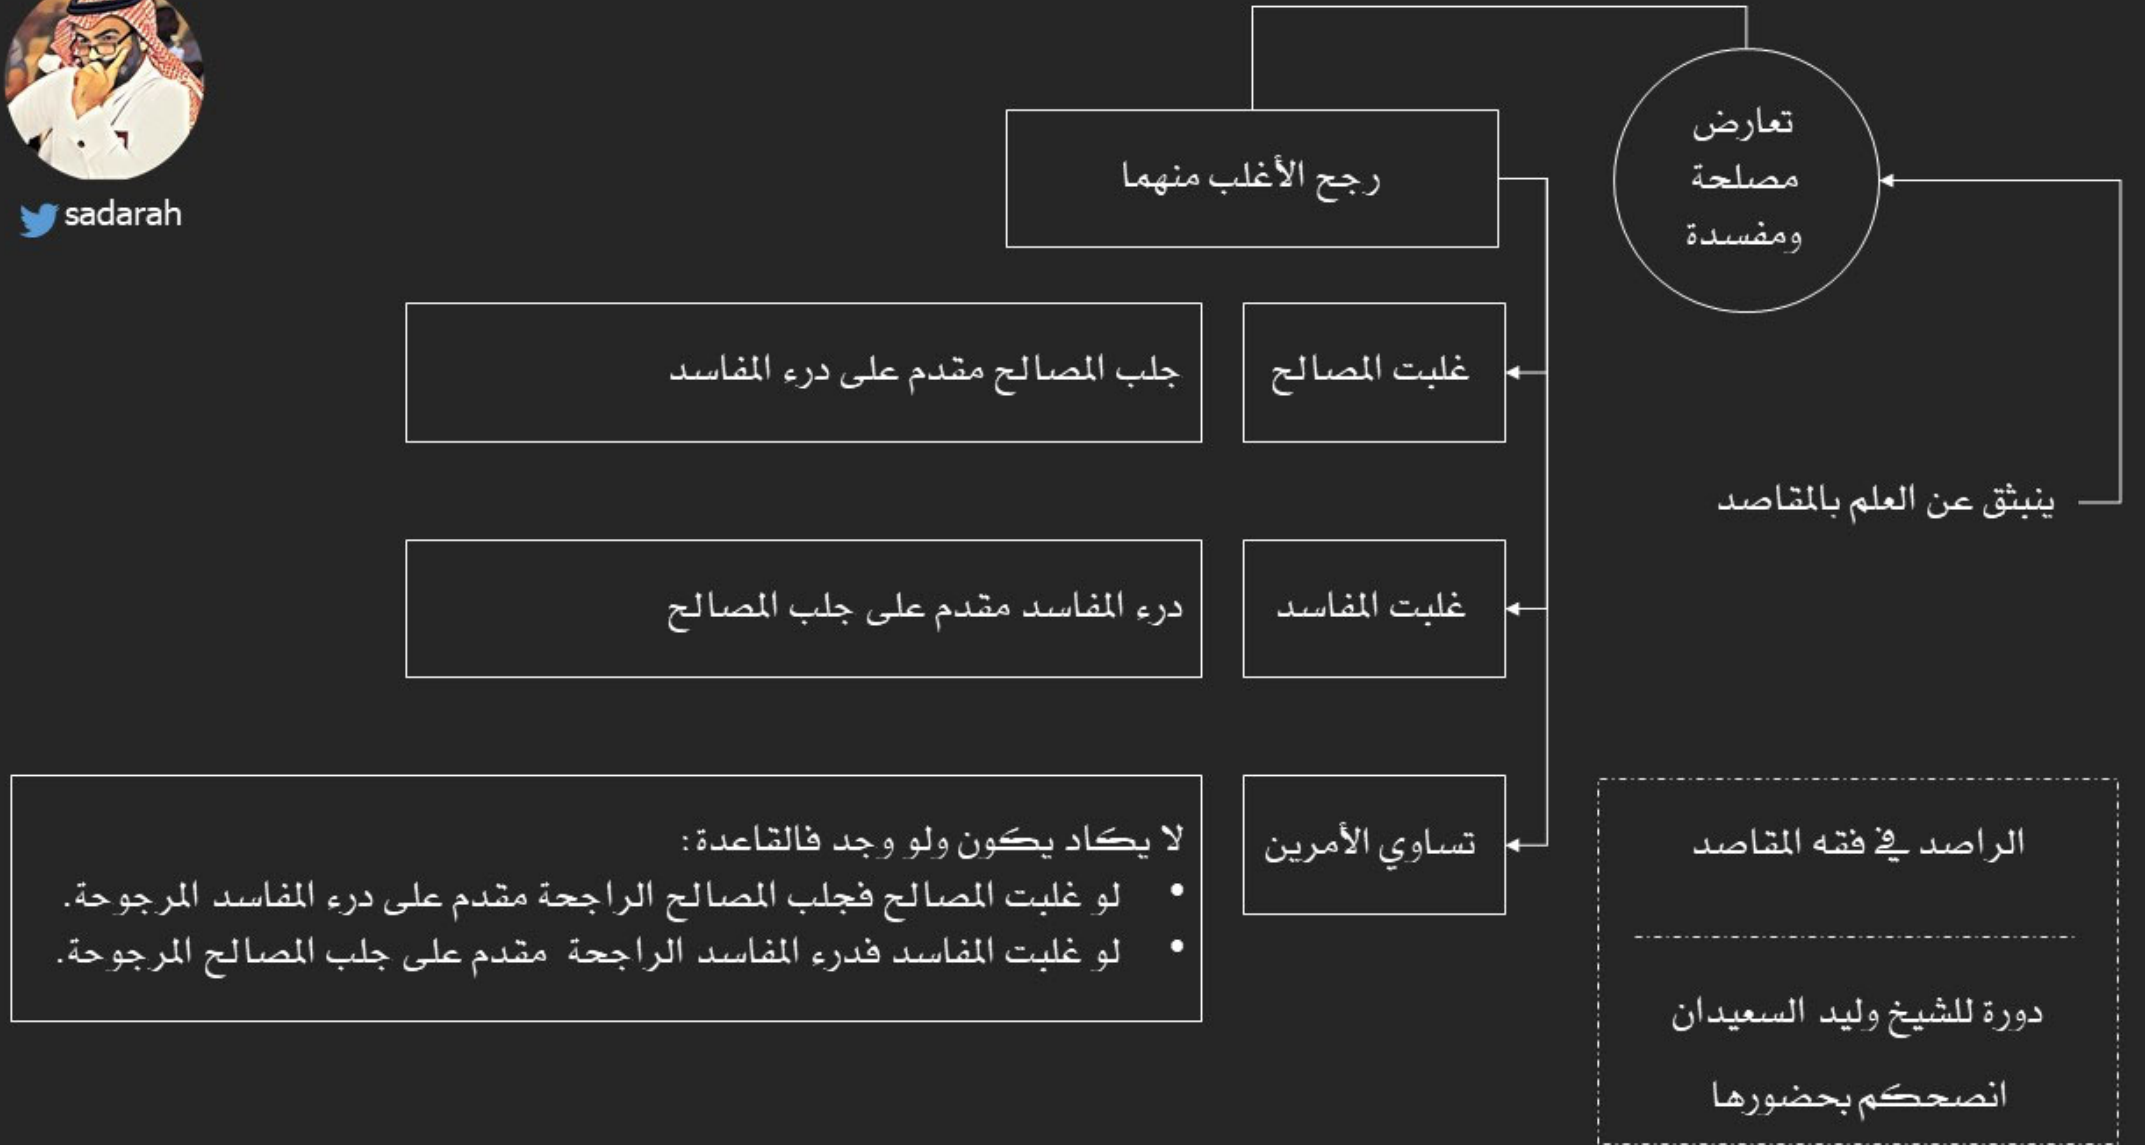 sadarah
تعارض
مصلحة
ومفسدة
رجح الأغلب منهما
غلبت المصالح
جلب المصالح مقدم على درء المفاسد
ينبثق عن العلم بالمقاصد
غلبت المفاسد
درء المفاسد مقدم على جلب المصالح
تساوي الأمرين
لا يكاد يكون ولو وجد فالقاعدة:
• لو غلبت المصالح فجلب المصالح الراجحة مقدم على درء المفاسد المرجوحة.
• لو غلبت المفاسد فدرء المفاسد الراجحة مقدم على جلب المصالح المرجوحة.
الراصد في فقه المقاصد
دورة للشيخ وليد السعيدان
انصحكم بحضورها